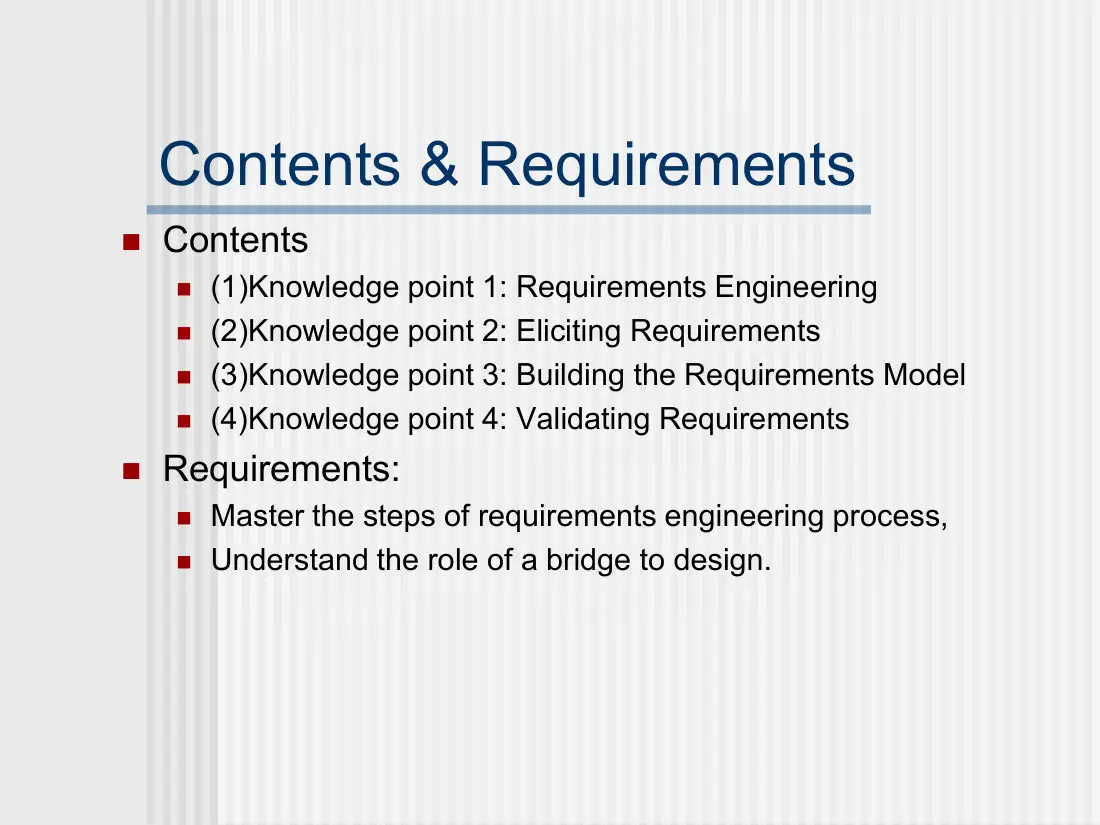 Contents & Requirements
Contents
(1)Knowledge point 1: Requirements Engineering
(2)Knowledge point 2: Eliciting Requirements
(3)Knowledge point 3: Building the Requirements Model
(4)Knowledge point 4: Validating Requirements
Requirements:
Master the steps of requirements engineering process,
Understand the role of a bridge to design.